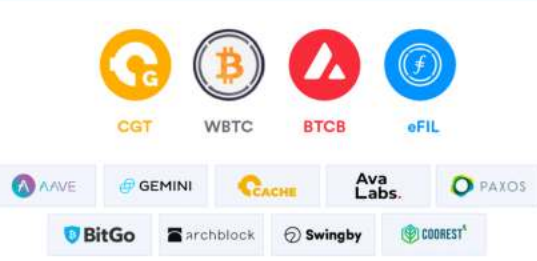 CGT WBTC BTCB eFIL
AAVE GEMINI CACHE Ava Labs. PAXOS
BitGo archblock Swingby COOREST